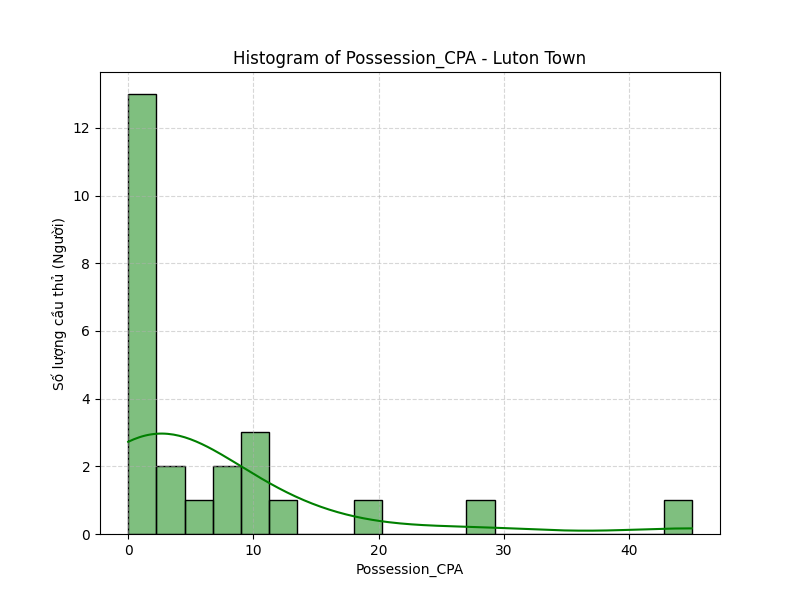 Histogram of Possession_CPA - Luton Town
Số lượng cầu thủ (Người)
12
10
8
6
4
2
0
0 10 20 30 40
Possession_CPA